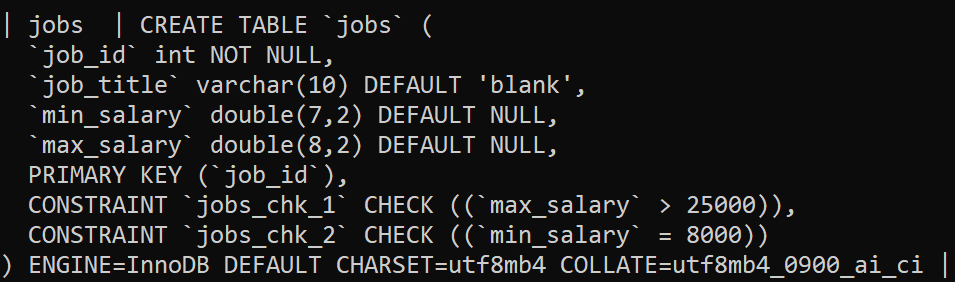 | jobs  | CREATE TABLE `jobs` (
  `job_id` int NOT NULL,
  `job_title` varchar(10) DEFAULT 'blank',
  `min_salary` double(7,2) DEFAULT NULL,
  `max_salary` double(8,2) DEFAULT NULL,
  PRIMARY KEY (`job_id`),
  CONSTRAINT `jobs_chk_1` CHECK ((`max_salary` > 25000)),
  CONSTRAINT `jobs_chk_2` CHECK ((`min_salary` = 8000))
) ENGINE=InnoDB DEFAULT CHARSET=utf8mb4 COLLATE=utf8mb4_0900_ai_ci |